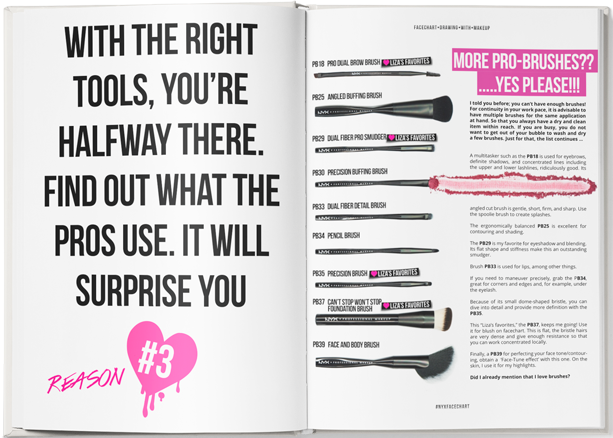 WITH THE RIGHT
TOOLS, YOU'RE
HALFWAY THERE.
FIND OUT WHAT THE
PROS USE. IT WILL
SURPRISE YOU
REASON #3
FACECHART•DRAWING•WITH•MAKEUP
PB18 PRO DUAL BROW BRUSH LIZA'S FAVORITES
PB25 ANGLED BUFFING BRUSH
PB29 DUAL FIBER PRO SMUDGER LIZA'S FAVORITES
PB30 PRECISION BUFFING BRUSH
PB33 DUAL FIBER DETAIL BRUSH
PB34 PENCIL BRUSH
PB35 PRECISION BRUSH LIZA'S FAVORITES
PB37 CAN'T STOP WON'T STOP
FOUNDATION BRUSH LIZA'S FAVORITES
PB39 FACE AND BODY BRUSH
MORE PRO-BRUSHES??
.....YES PLEASE!!!
I told you before; you can't have enough brushes!
For continuity in your work pace, it is advisable to
have multiple brushes for the same application
at hand. So that you always have a dry and clean
item within reach. If you are busy, you do not
want to get out of your bubble to wash and dry
a few brushes. Just for that, the list continues ...
A multitasker such as the PB18 is used for eyebrows,
definite shadows, and concentrated lines including
the upper and lower lashlines, ridiculously good. Its
angled cut brush is gentle, short, firm, and sharp. Use
the spoolie brush to create splashes.
The ergonomically balanced PB25 is excellent for
contouring and shading.
The PB29 is my favorite for eyeshadow and blending.
Its flat shape and stiffness make this an outstanding
smudger.
Brush PB33 is used for lips, among other things.
If you need to maneuver precisely, grab the PB34,
great for corners and edges and, for example, under
the eyelash.
Because of its small dome-shaped bristle, you can
dive into detail and provide more definition with the
PB35.
This "Liza's favorites," the PB37, keeps me going! Use
it for blush on facechart. This is flat, the bristle hairs
are very dense and give enough resistance so that
you can work concentrated locally.
Finally, a PB39 for perfecting your face tone/contour-
ing, obtain a 'Face-Tune effect' with this one. On the
skin, I use it for my highlights.
Did I already mention that I love brushes?
#NYXFACECHART